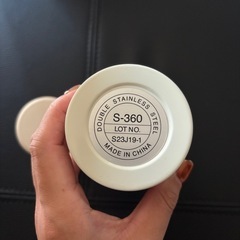 DOUBLE STAINLESS STEEL
S-360
LOT NO.
S23J19-1
MADE IN CHINA